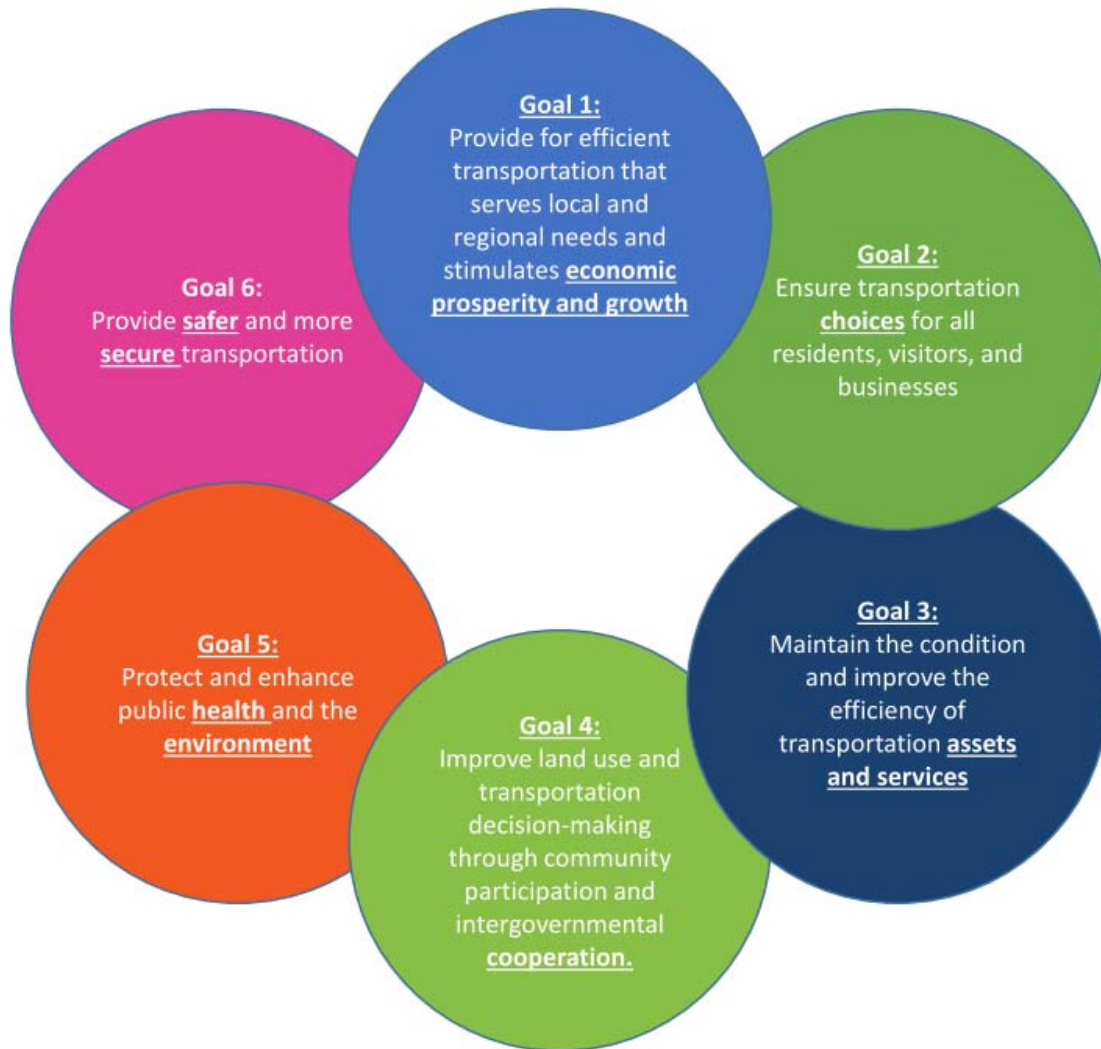 Goal 1:
Provide for efficient
transportation that
serves local and
regional needs and
stimulates economic
prosperity and growth
Goal 2:
Ensure transportation
choices for all
residents, visitors, and
businesses
Goal 3:
Maintain the condition
and improve the
efficiency of
transportation assets
and services
Goal 4:
Improve land use and
transportation
decision-making
through community
participation and
intergovernmental
cooperation.
Goal 5:
Protect and enhance
public health and the
environment
Goal 6:
Provide safer and more
secure transportation